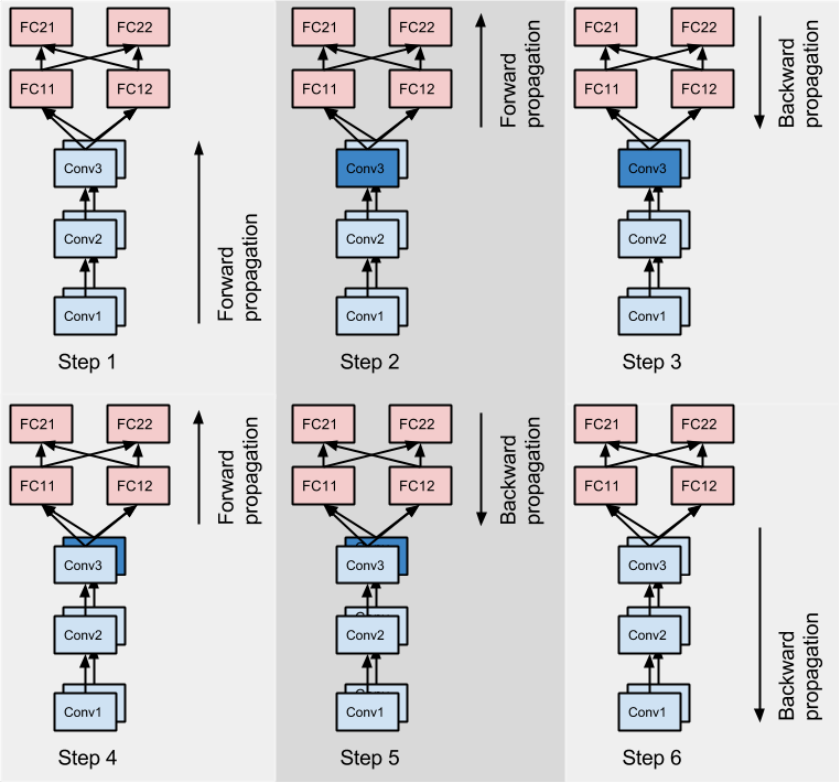 FC21 FC22
FC11 FC12
Conv3
Conv2
Conv1
Forward
propagation
Step 1
FC21 FC22
FC11 FC12
Conv3
Conv2
Conv1
Forward
propagation
Step 2
FC21 FC22
FC11 FC12
Conv3
Conv2
Conv1
Backward
propagation
Step 3
FC21 FC22
FC11 FC12
Conv3
Conv2
Conv1
Forward
propagation
Step 4
FC21 FC22
FC11 FC12
Conv3
Conv2
Conv1
Backward
propagation
Step 5
FC21 FC22
FC11 FC12
Conv3
Conv2
Conv1
Backward
propagation
Step 6